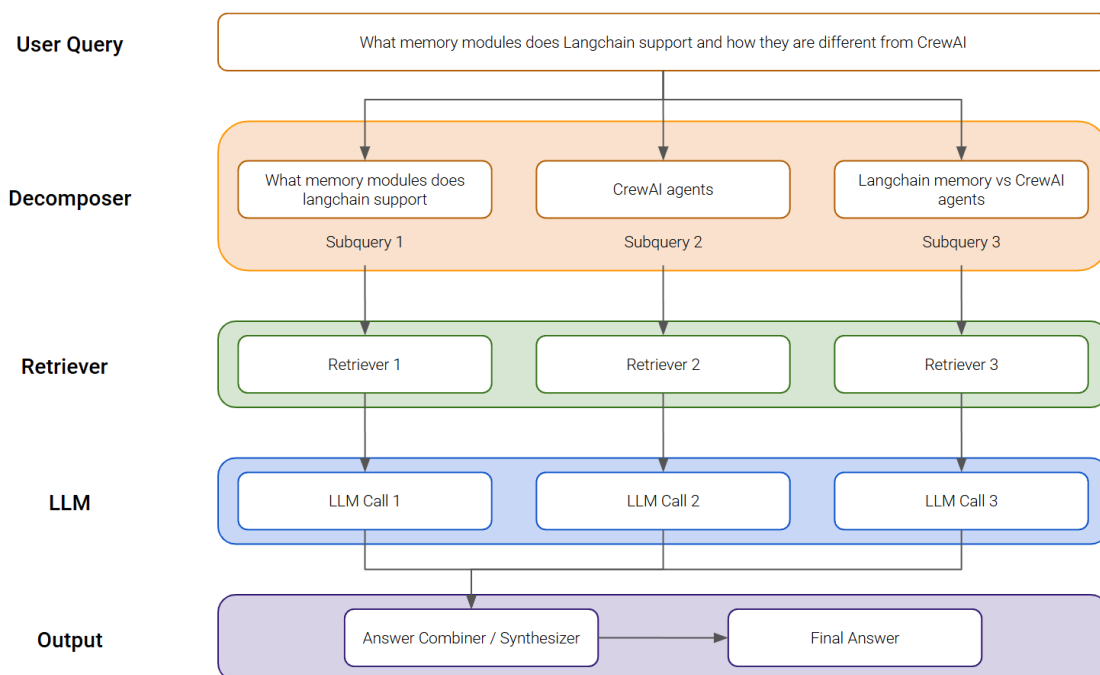 User Query
What memory modules does Langchain support and how they are different from CrewAI
Decomposer
What memory modules does
langchain support
Subquery 1
CrewAI agents
Subquery 2
Langchain memory vs CrewAI
agents
Subquery 3
Retriever
Retriever 1
Retriever 2
Retriever 3
LLM
LLM Call 1
LLM Call 2
LLM Call 3
Output
Answer Combiner / Synthesizer
Final Answer